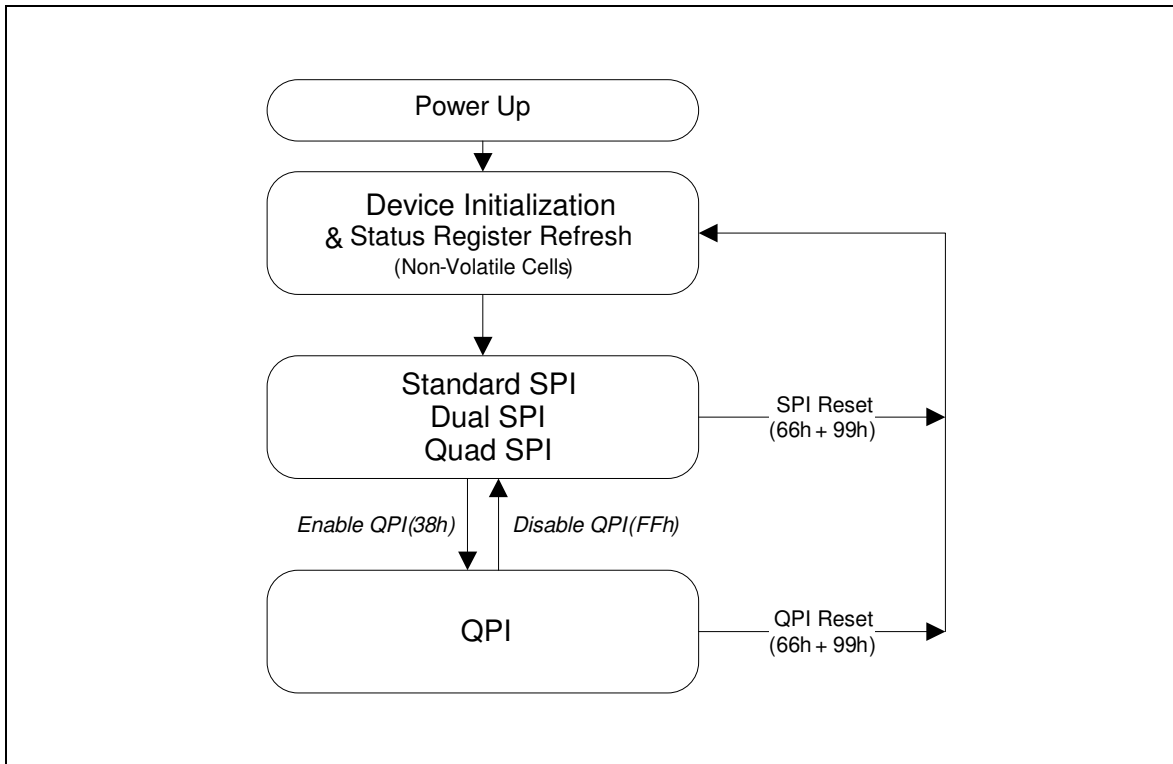 Power Up
Device Initialization
& Status Register Refresh
(Non-Volatile Cells)
Standard SPI
Dual SPI
Quad SPI
SPI Reset
(66h + 99h)
Enable QPI(38h)
Disable QPI(FFh)
QPI
QPI Reset
(66h + 99h)